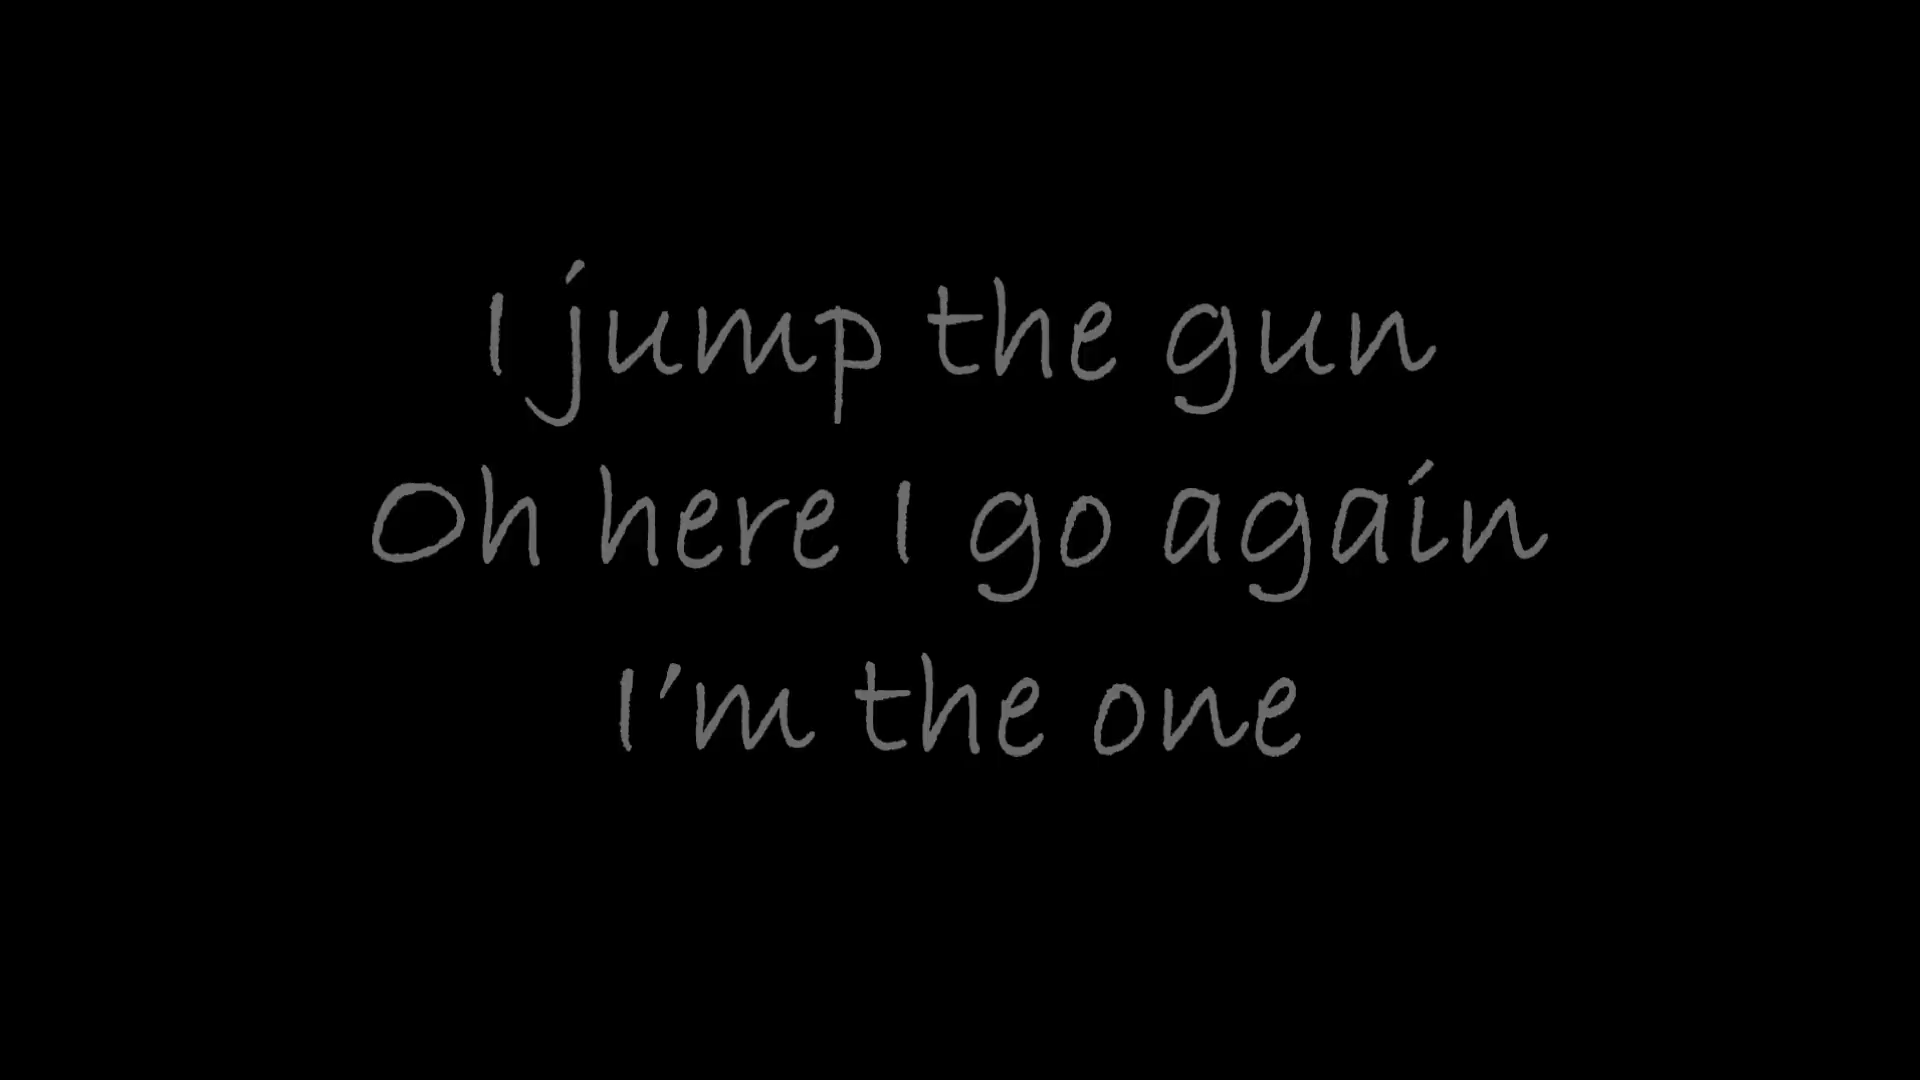 I jump the gun
Oh here I go again
I'm the one